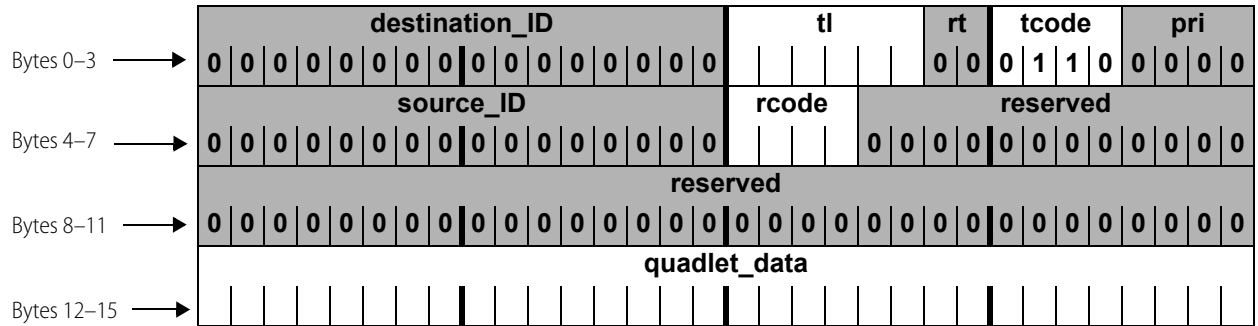 destination_ID tl rt tcode pri
Bytes 0–3 0 0 0 0 0 0 0 0 0 0 0 0 0 0 0 0 0 0 0 1 1 0 0 0 0 0
source_ID rcode reserved
Bytes 4–7 0 0 0 0 0 0 0 0 0 0 0 0 0 0 0 0 0 0 0 0 0 0 0 0 0 0 0 0
reserved
Bytes 8–11 0 0 0 0 0 0 0 0 0 0 0 0 0 0 0 0 0 0 0 0 0 0 0 0 0 0 0 0 0 0 0 0
quadlet_data
Bytes 12–15